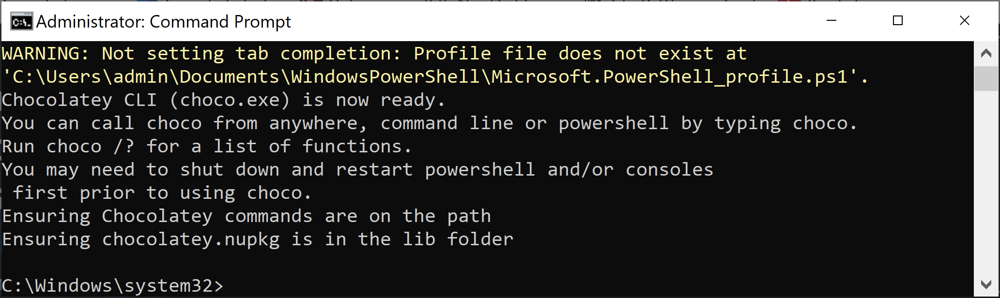 Administrator: Command Prompt
WARNING: Not setting tab completion: Profile file does not exist at
'C:\Users\admin\Documents\WindowsPowerShell\Microsoft.PowerShell_profile.ps1'.
Chocolatey CLI (choco.exe) is now ready.
You can call choco from anywhere, command line or powershell by typing choco.
Run choco /? for a list of functions.
You may need to shut down and restart powershell and/or consoles
 first prior to using choco.
Ensuring Chocolatey commands are on the path
Ensuring chocolatey.nupkg is in the lib folder
C:\Windows\system32>